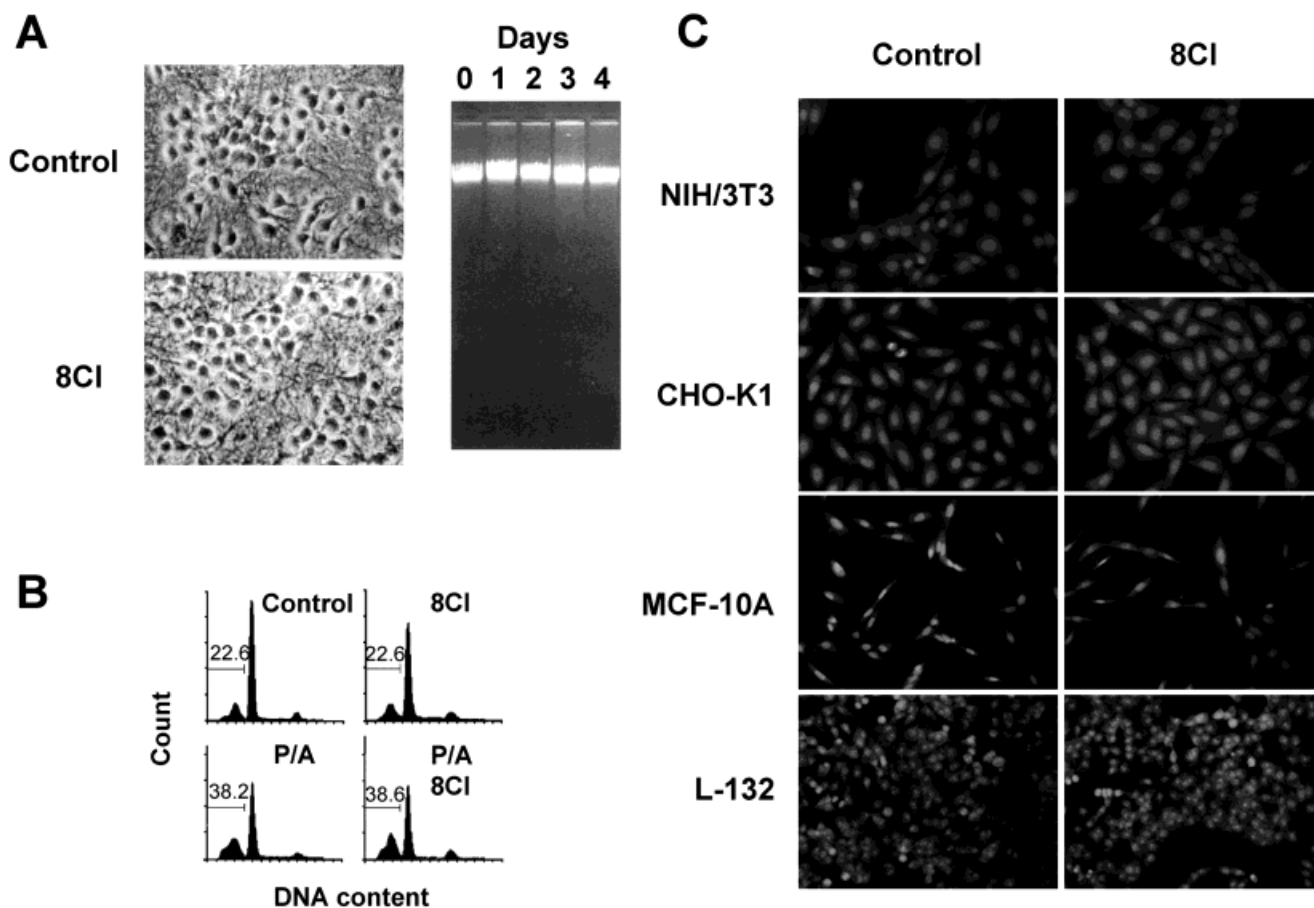 A
Days
0 1 2 3 4
Control
8Cl
B
Control
22.6
8Cl
22.6
P/A
38.2
P/A
8Cl
38.6
Count
DNA content
C
Control
8Cl
NIH/3T3
CHO-K1
MCF-10A
L-132